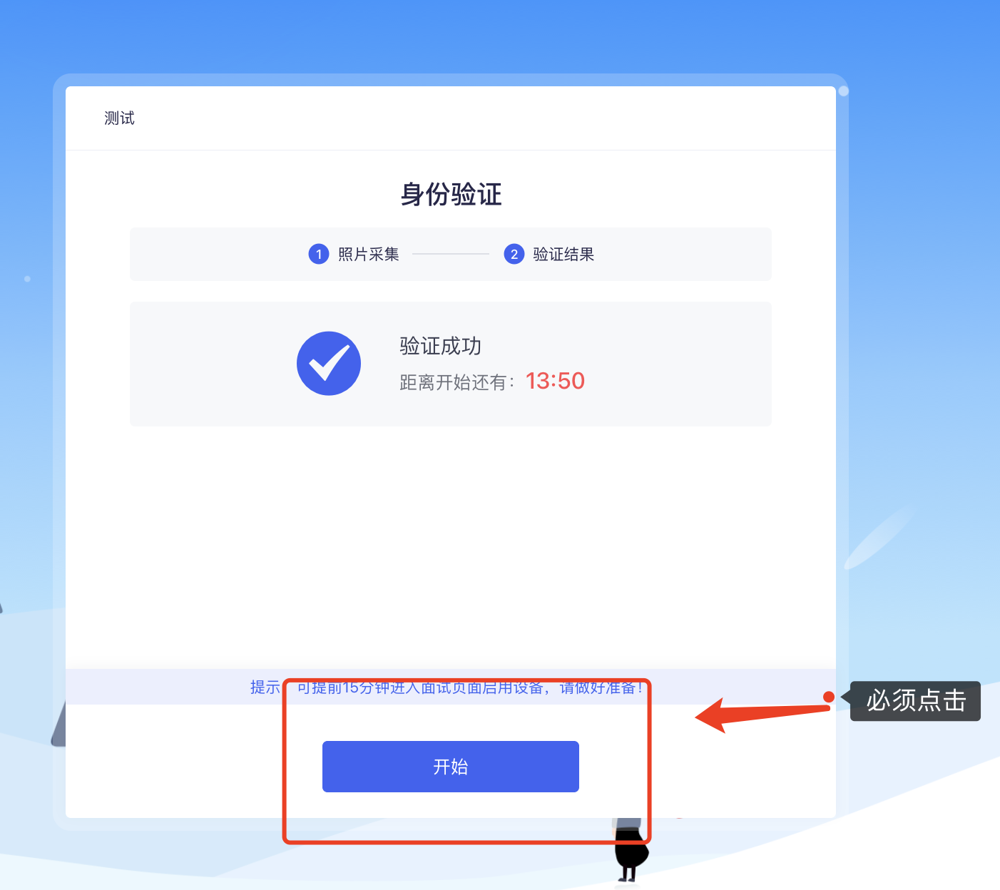 测试
身份验证
1 照片采集 2 验证结果
验证成功
距离开始还有：13:50
提示 可提前15分钟进入面试页面启用设备，请做好准备！
必须点击
开始